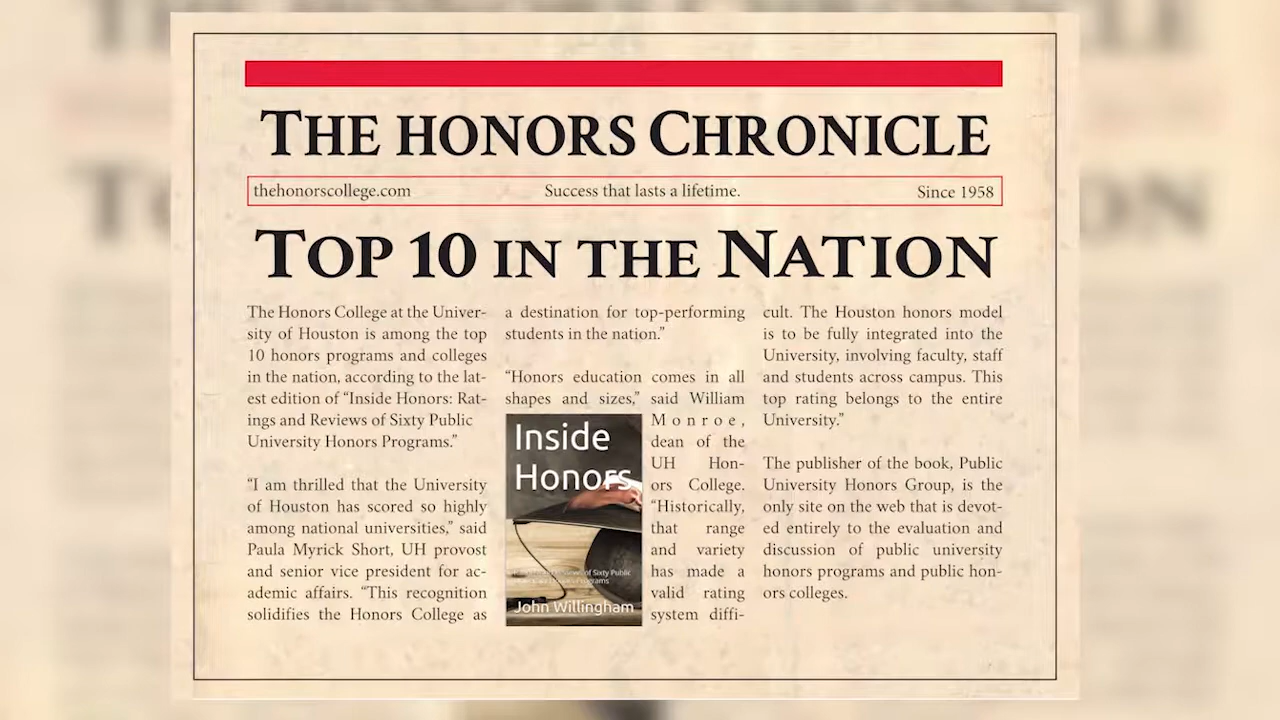 THE HONORS CHRONICLE
thehonorscollege.com Success that lasts a lifetime. Since 1958
TOP 10 IN THE NATION
The Honors College at the Univer-
sity of Houston is among the top
10 honors programs and colleges
in the nation, according to the lat-
est edition of “Inside Honors: Rat-
ings and Reviews of Sixty Public
University Honors Programs.”
“I am thrilled that the University
of Houston has scored so highly
among national universities,” said
Paula Myrick Short, UH provost
and senior vice president for ac-
ademic affairs. “This recognition
solidifies the Honors College as
a destination for top-performing
students in the nation.”
“Honors education comes in all
shapes and sizes,” said William
Monroe,
dean of the
UH Hon-
ors College.
“Historically,
that range
and variety
has made a
valid rating
system diffi-
Inside
Honors
of Sixty Public
John Willingham
cult. The Houston honors model
is to be fully integrated into the
University, involving faculty, staff
and students across campus. This
top rating belongs to the entire
University.”
The publisher of the book, Public
University Honors Group, is the
only site on the web that is devot-
ed entirely to the evaluation and
discussion of public university
honors programs and public hon-
ors colleges.